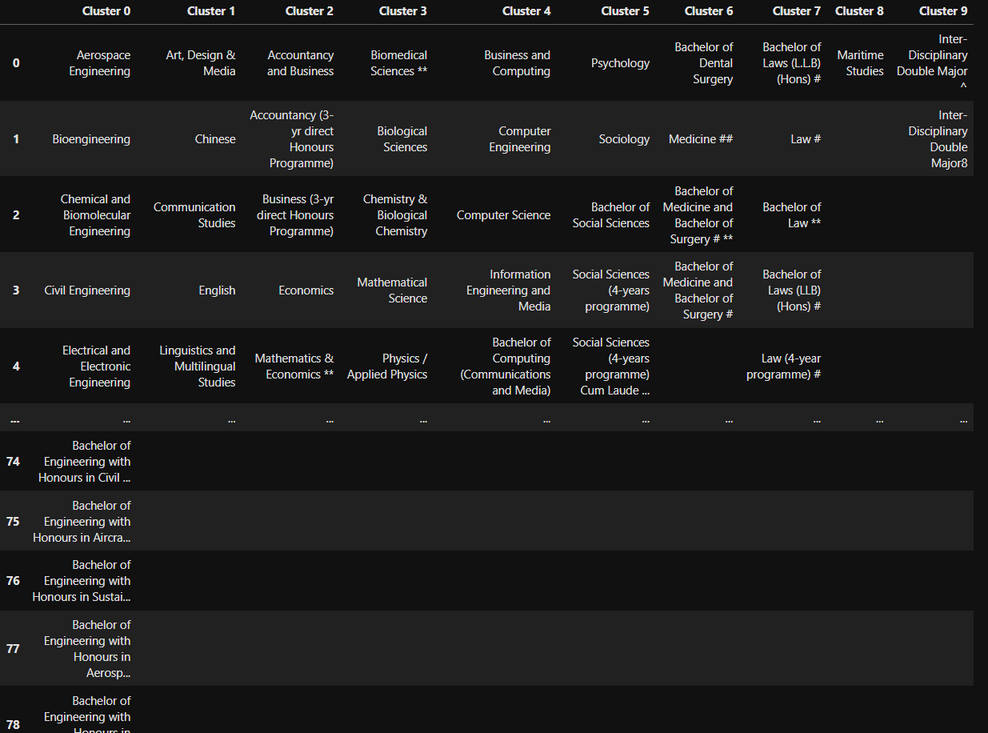 Cluster 0 Cluster 1 Cluster 2 Cluster 3 Cluster 4 Cluster 5 Cluster 6 Cluster 7 Cluster 8 Cluster 9
0
Aerospace
Engineering
Art, Design &
Media
Accountancy
and Business
Biomedical
Sciences **
Business and
Computing
Psychology
Bachelor of
Dental
Surgery
Bachelor of
Laws (L.L.B)
(Hons) #
Maritime
Studies
Inter-
Disciplinary
Double Major
^
1
Bioengineering
Chinese
Accountancy (3-
yr direct
Honours
Programme)
Biological
Sciences
Computer
Engineering
Sociology
Medicine ##
Law #
Inter-
Disciplinary
Double
Major8
2
Chemical and
Biomolecular
Engineering
Communication
Studies
Business (3-yr
direct Honours
Programme)
Chemistry &
Biological
Chemistry
Computer Science
Bachelor of
Social Sciences
Bachelor of
Medicine and
Bachelor of
Surgery # **
Bachelor of
Law **
3
Civil Engineering
English
Economics
Mathematical
Science
Information
Engineering and
Media
Social Sciences
(4-years
programme)
Bachelor of
Medicine and
Bachelor of
Surgery #
Bachelor of
Laws (LLB)
(Hons) #
4
Electrical and
Electronic
Engineering
Linguistics and
Multilingual
Studies
Mathematics &
Economics **
Physics /
Applied Physics
Bachelor of
Computing
(Communications
and Media)
Social Sciences
(4-years
programme)
Cum Laude ...
Law (4-year
programme) #
... ... ... ... ... ... ... ... ... ... ...
74
Bachelor of
Engineering with
Honours in Civil ...
75
Bachelor of
Engineering with
Honours in Aircra...
76
Bachelor of
Engineering with
Honours in Sustai...
77
Bachelor of
Engineering with
Honours in
Aerosp...
78
Bachelor of
Engineering with
Honours in